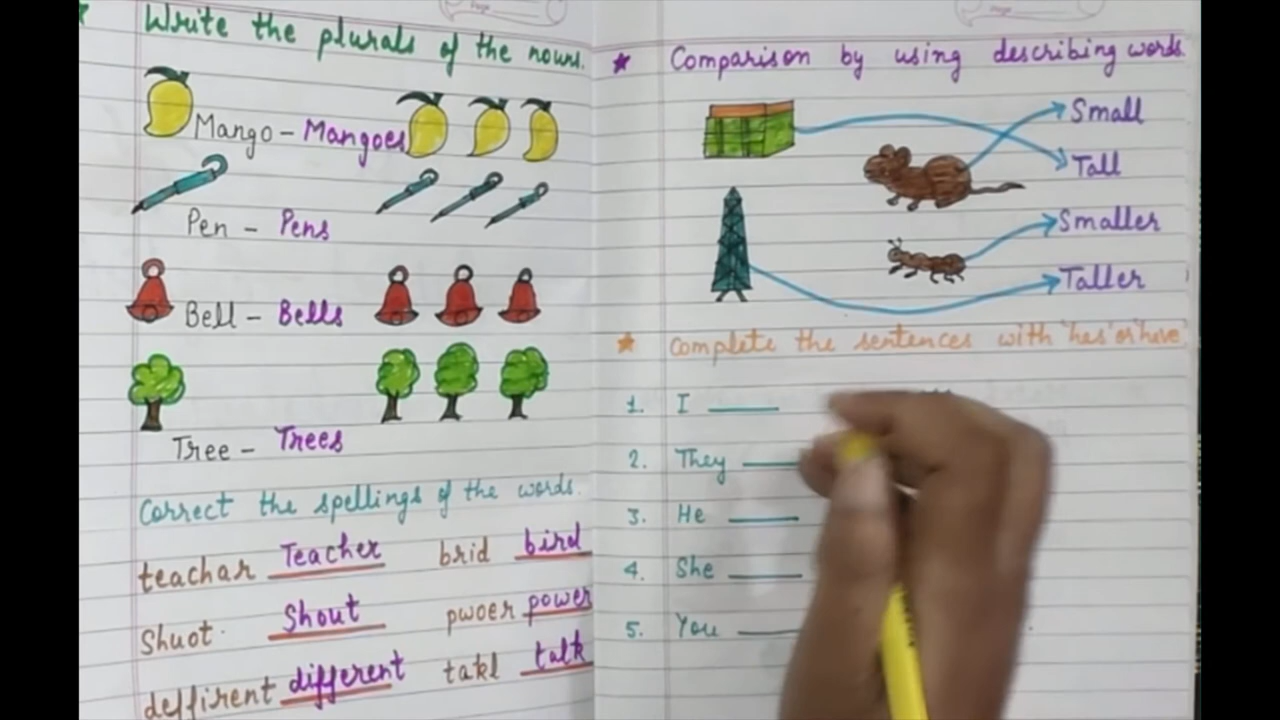 Write the plurals of the nouns.
Mango - Mangoes
Pen - Pens
Bell - Bells
Tree - Trees
Correct the spellings of the words.
teachar Teacher brid bird
Shuot Shout pwoer power
deffirent different takl talk
Page
Comparison by using describing words.
Small
Tall
Smaller
Taller
Complete the sentences with 'has' or 'have'
1. I
2. They
3. He
4. She
5. You